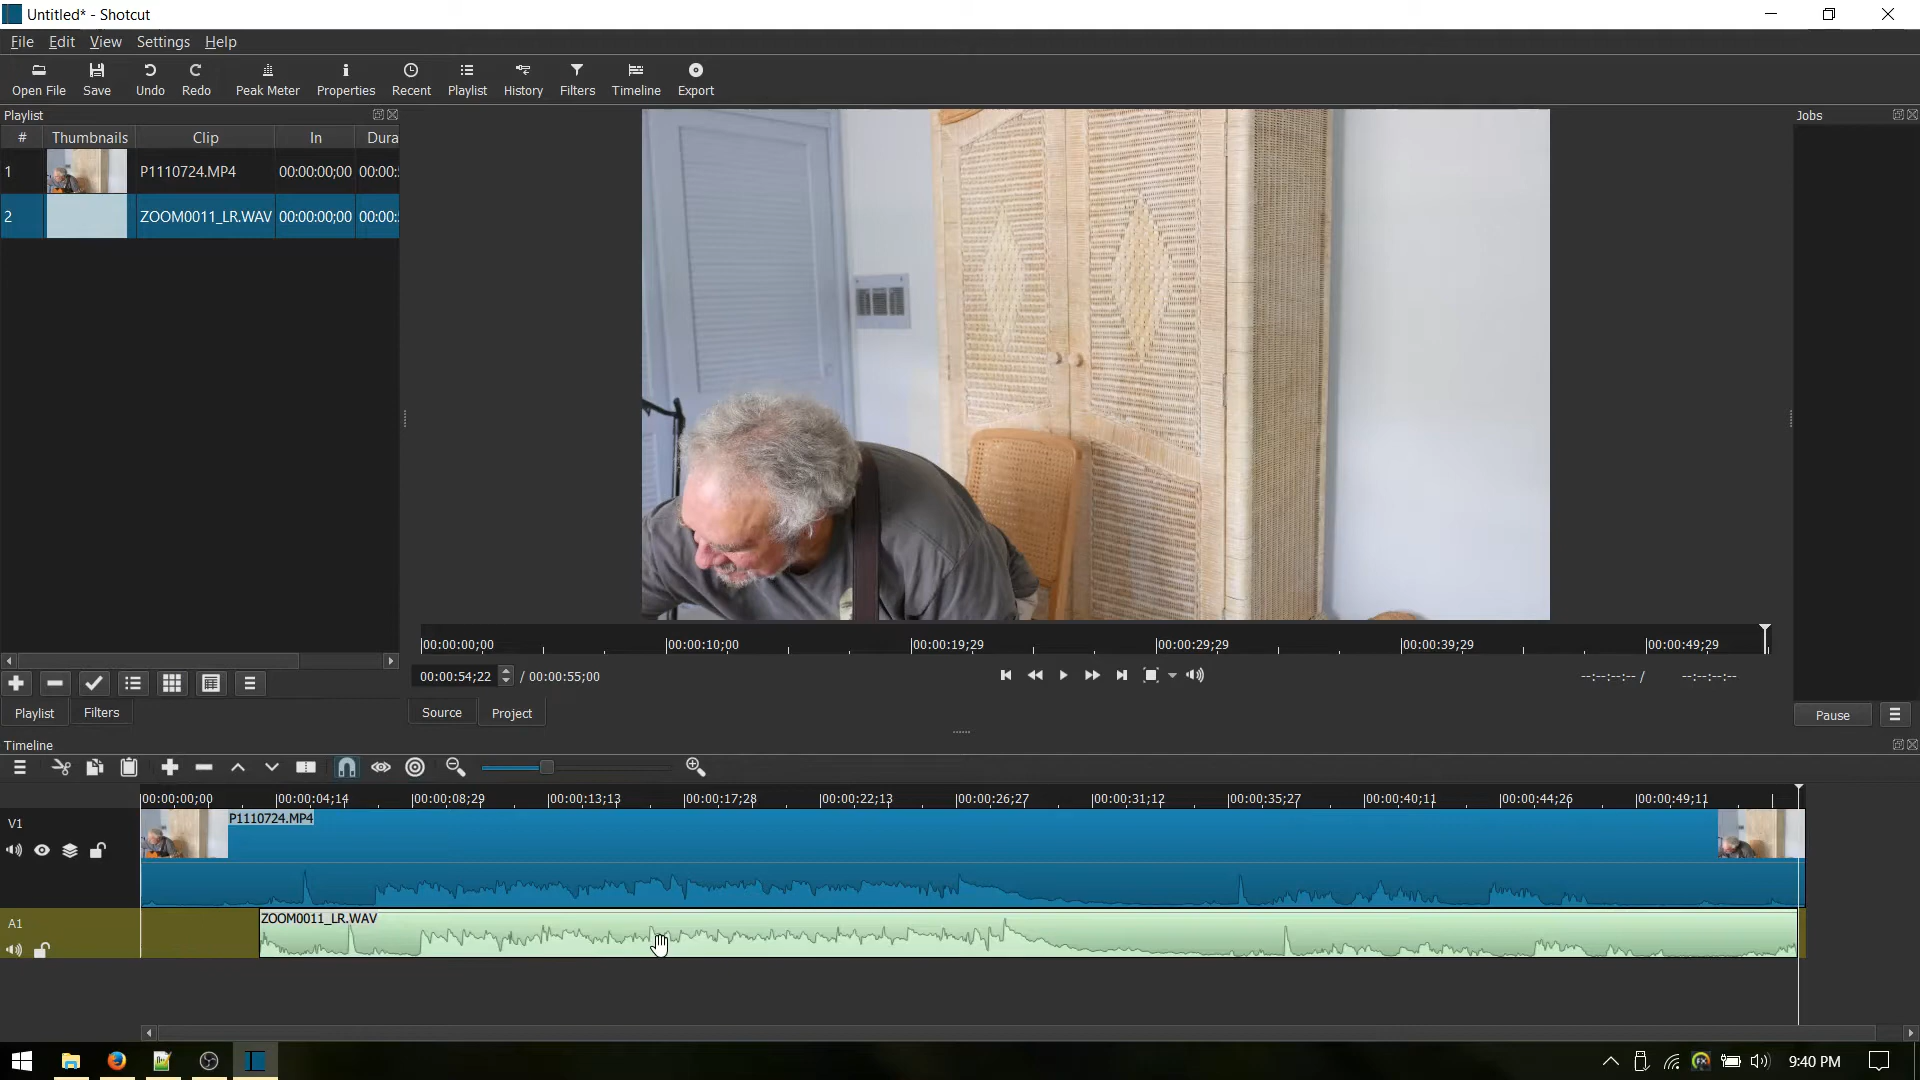 Untitled* - Shotcut
File Edit View Settings Help
Open File Save Undo Redo Peak Meter Properties Recent Playlist History Filters Timeline Export
Playlist
Jobs
# Thumbnails Clip In Dura
1 P1110724.MP4 00:00:00;00 00:00:
2 ZOOM0011_LR.WAV 00:00:00;00 00:00:
00:00:00;00 00:00:10;00 00:00:19;29 00:00:29;29 00:00:39;29 00:00:49;29
00:00:54;22 / 00:00:55;00 --:--:--:-- / --:--:--:--
Playlist Filters Source Project Pause
Timeline
00:00:00;00 00:00:04;14 00:00:08;29 00:00:13;13 00:00:17;28 00:00:22;13 00:00:26;27 00:00:31;12 00:00:35;27 00:00:40;11 00:00:44;26 00:00:49;11
V1 P1110724.MP4
A1 ZOOM0011_LR.WAV
9:40 PM